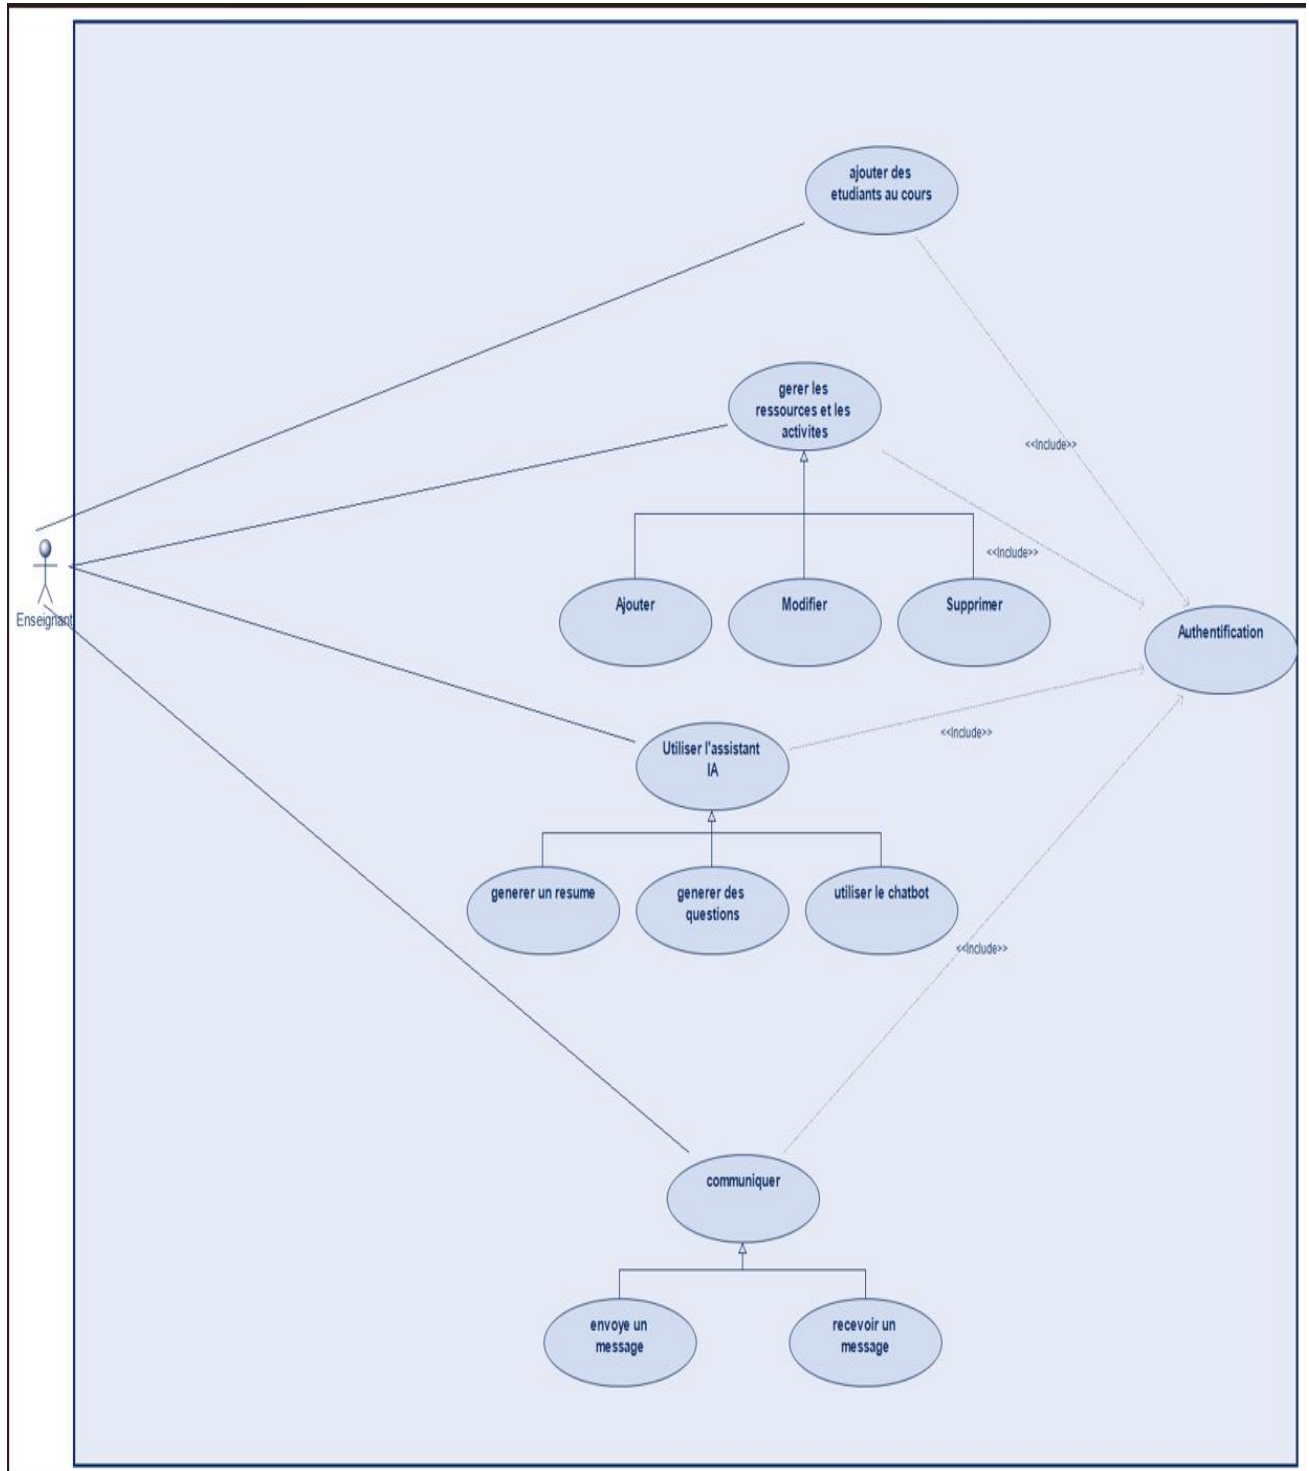 ajouter des
etudiants au cours
gerer les
ressources et les
activites
<<Include>>
<<Include>>
Enseignant
Ajouter
Modifier
Supprimer
Authentification
Utiliser l'assistant
IA
<<Include>>
generer un resume
generer des
questions
utiliser le chatbot
<<Include>>
communiquer
envoye un
message
recevoir un
message